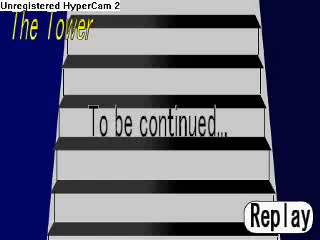 Unregistered HyperCam 2
The Tower
To be continued...
Replay